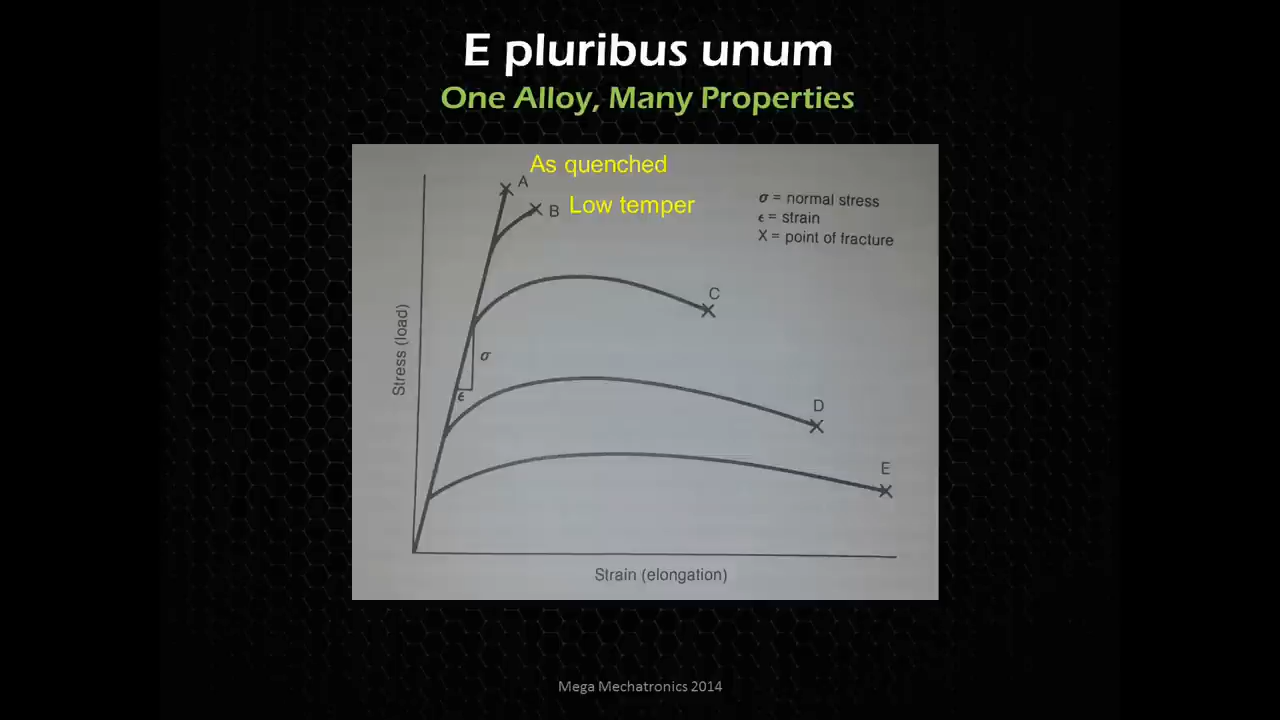 E pluribus unum
One Alloy, Many Properties
As quenched
A
B
Low temper
σ = normal stress
ϵ = strain
X = point of fracture
C
σ
ϵ
D
E
Stress (load)
Strain (elongation)
Mega Mechatronics 2014